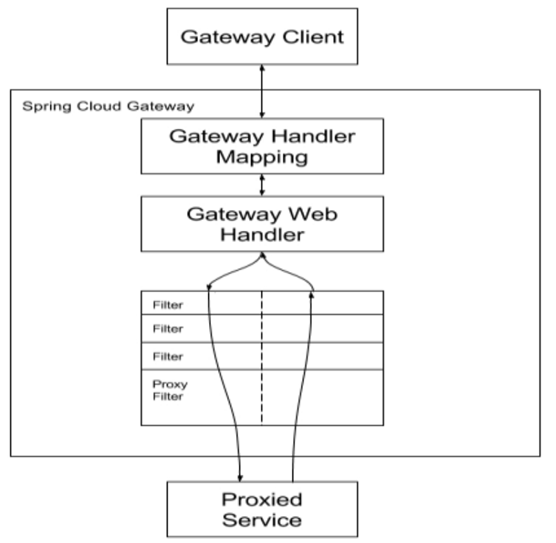 Gateway Client
Spring Cloud Gateway
Gateway Handler
Mapping
Gateway Web
Handler
Filter
Filter
Filter
Proxy
Filter
Proxied
Service